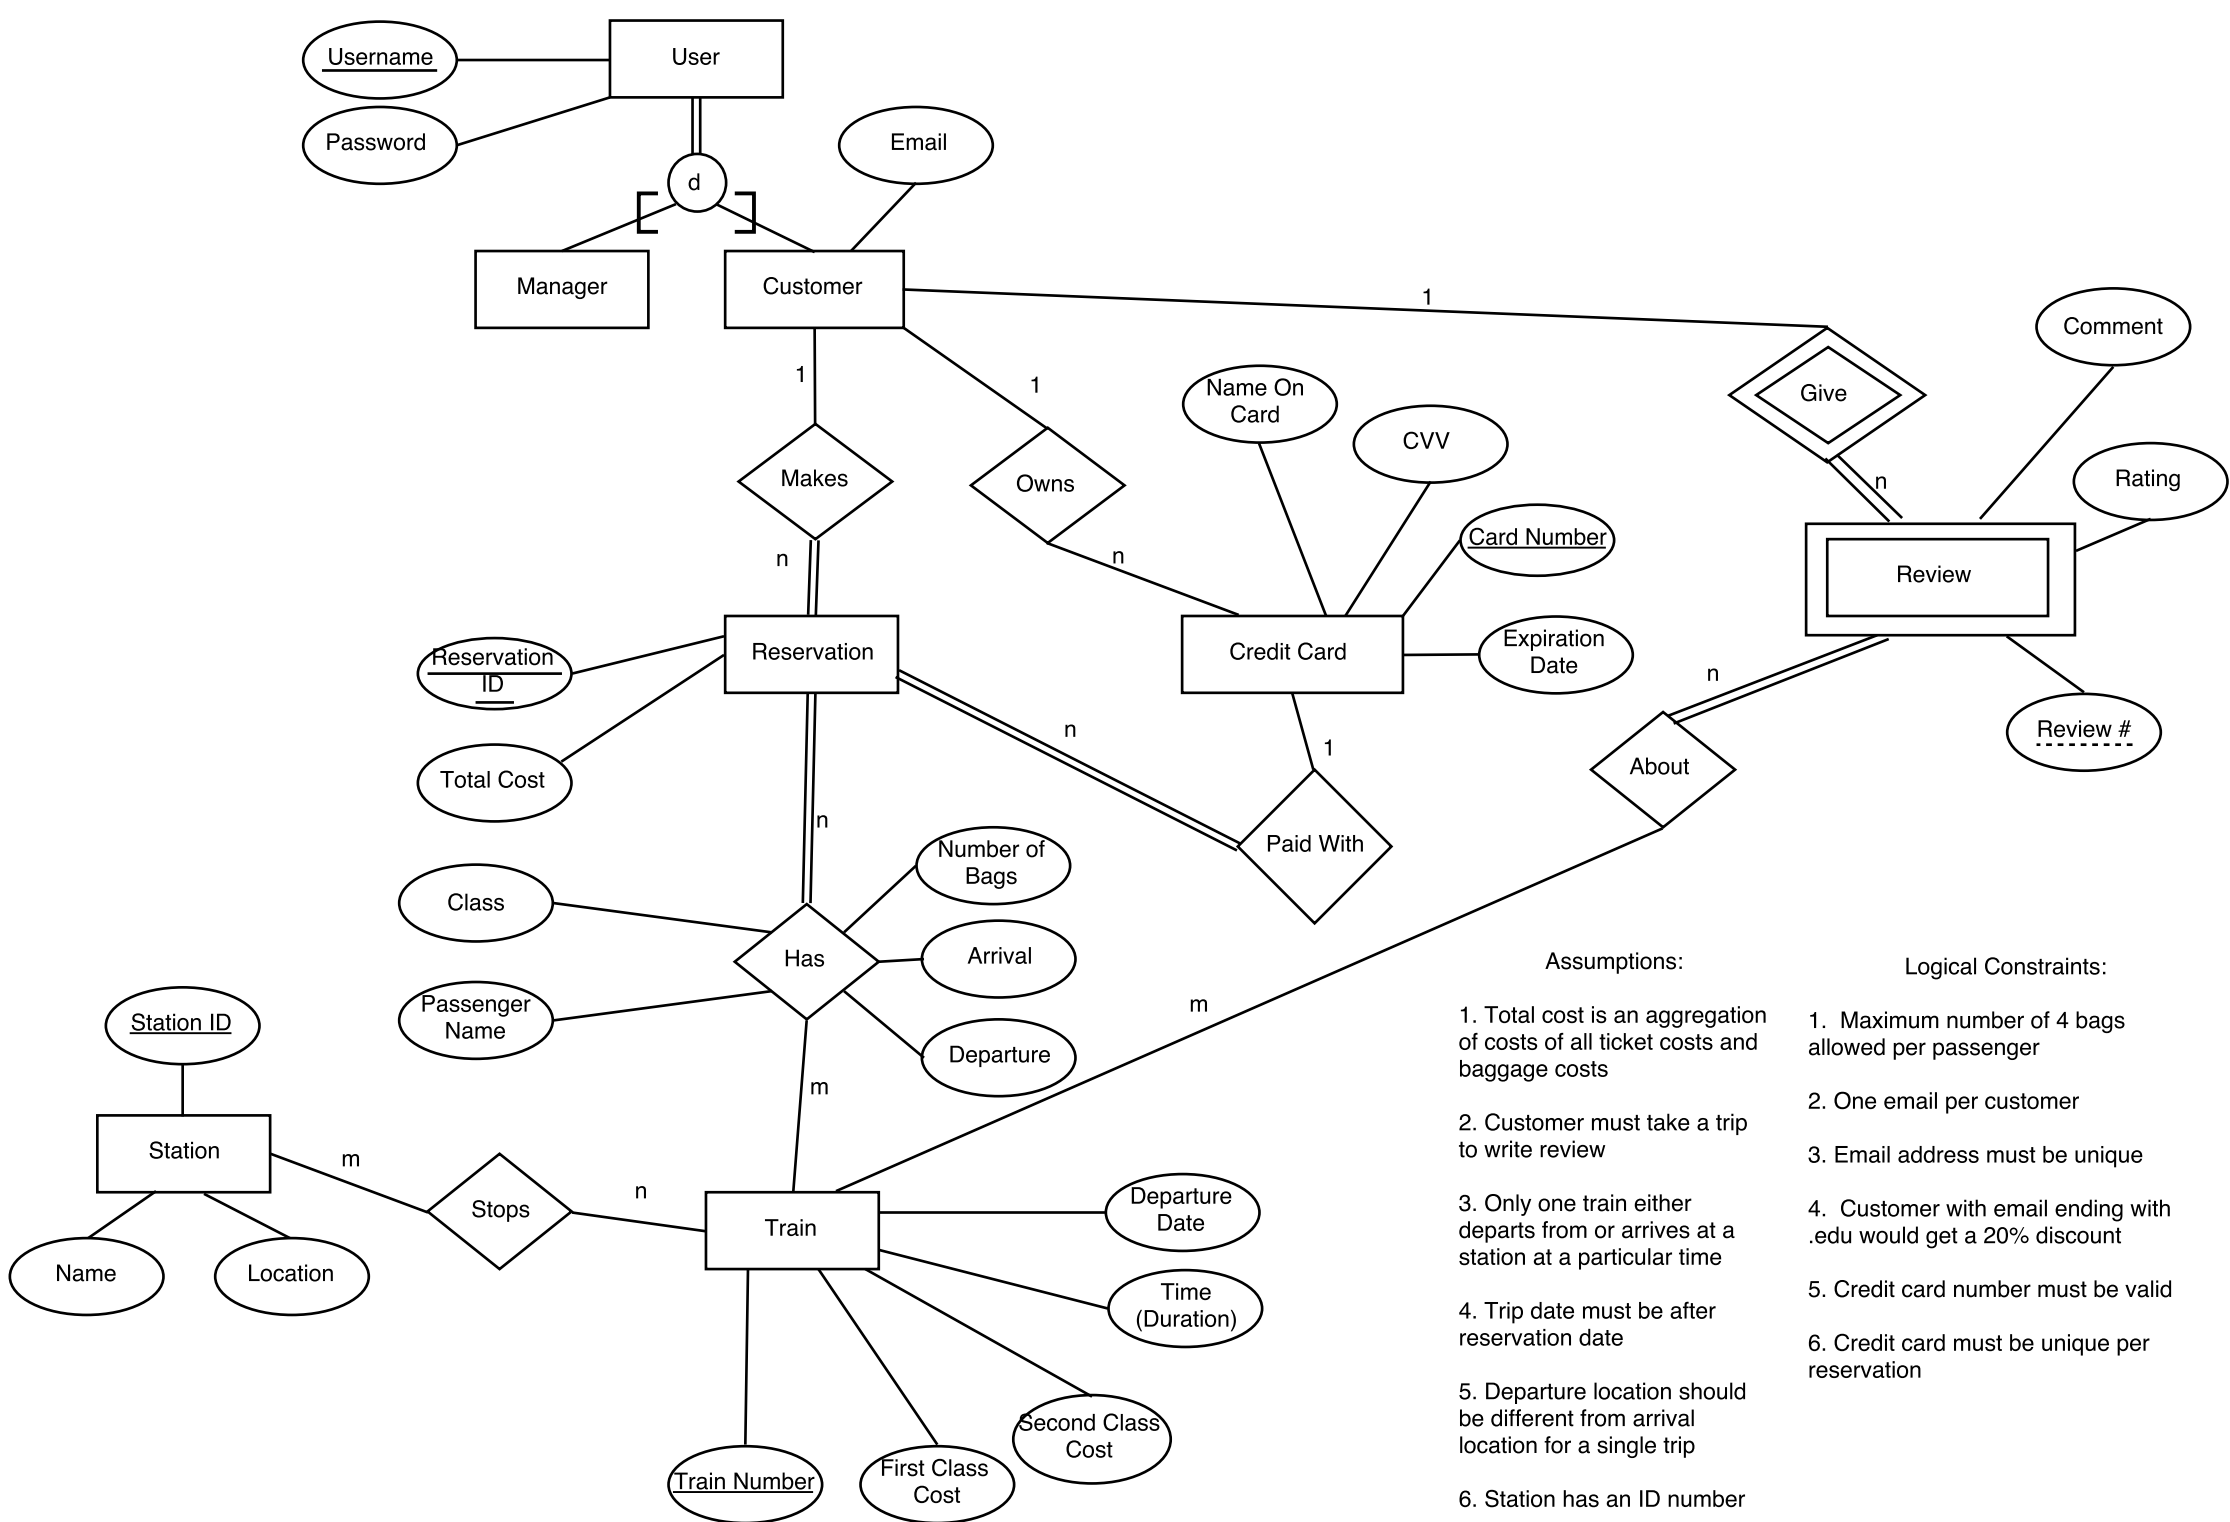 Username
User
Password
Email
d
Manager
Customer
1
Comment
1
1
Name On
Card
Give
CVV
Makes
Owns
n
Rating
Card Number
n
n
Review
Reservation
ID
Reservation
Credit Card
Expiration
Date
n
Review #
n
1
About
Total Cost
n
Paid With
Number of
Bags
Class
Has
Arrival
Passenger
Name
Departure
m
m
Station ID
Station
m
Stops
n
Train
Name
Location
Departure
Date
Time
(Duration)
Second Class
Cost
First Class
Cost
Train Number
Assumptions:
1. Total cost is an aggregation
of costs of all ticket costs and
baggage costs
2. Customer must take a trip
to write review
3. Only one train either
departs from or arrives at a
station at a particular time
4. Trip date must be after
reservation date
5. Departure location should
be different from arrival
location for a single trip
6. Station has an ID number
Logical Constraints:
1.  Maximum number of 4 bags
allowed per passenger
2. One email per customer
3. Email address must be unique
4.  Customer with email ending with
.edu would get a 20% discount
5. Credit card number must be valid
6. Credit card must be unique per
reservation